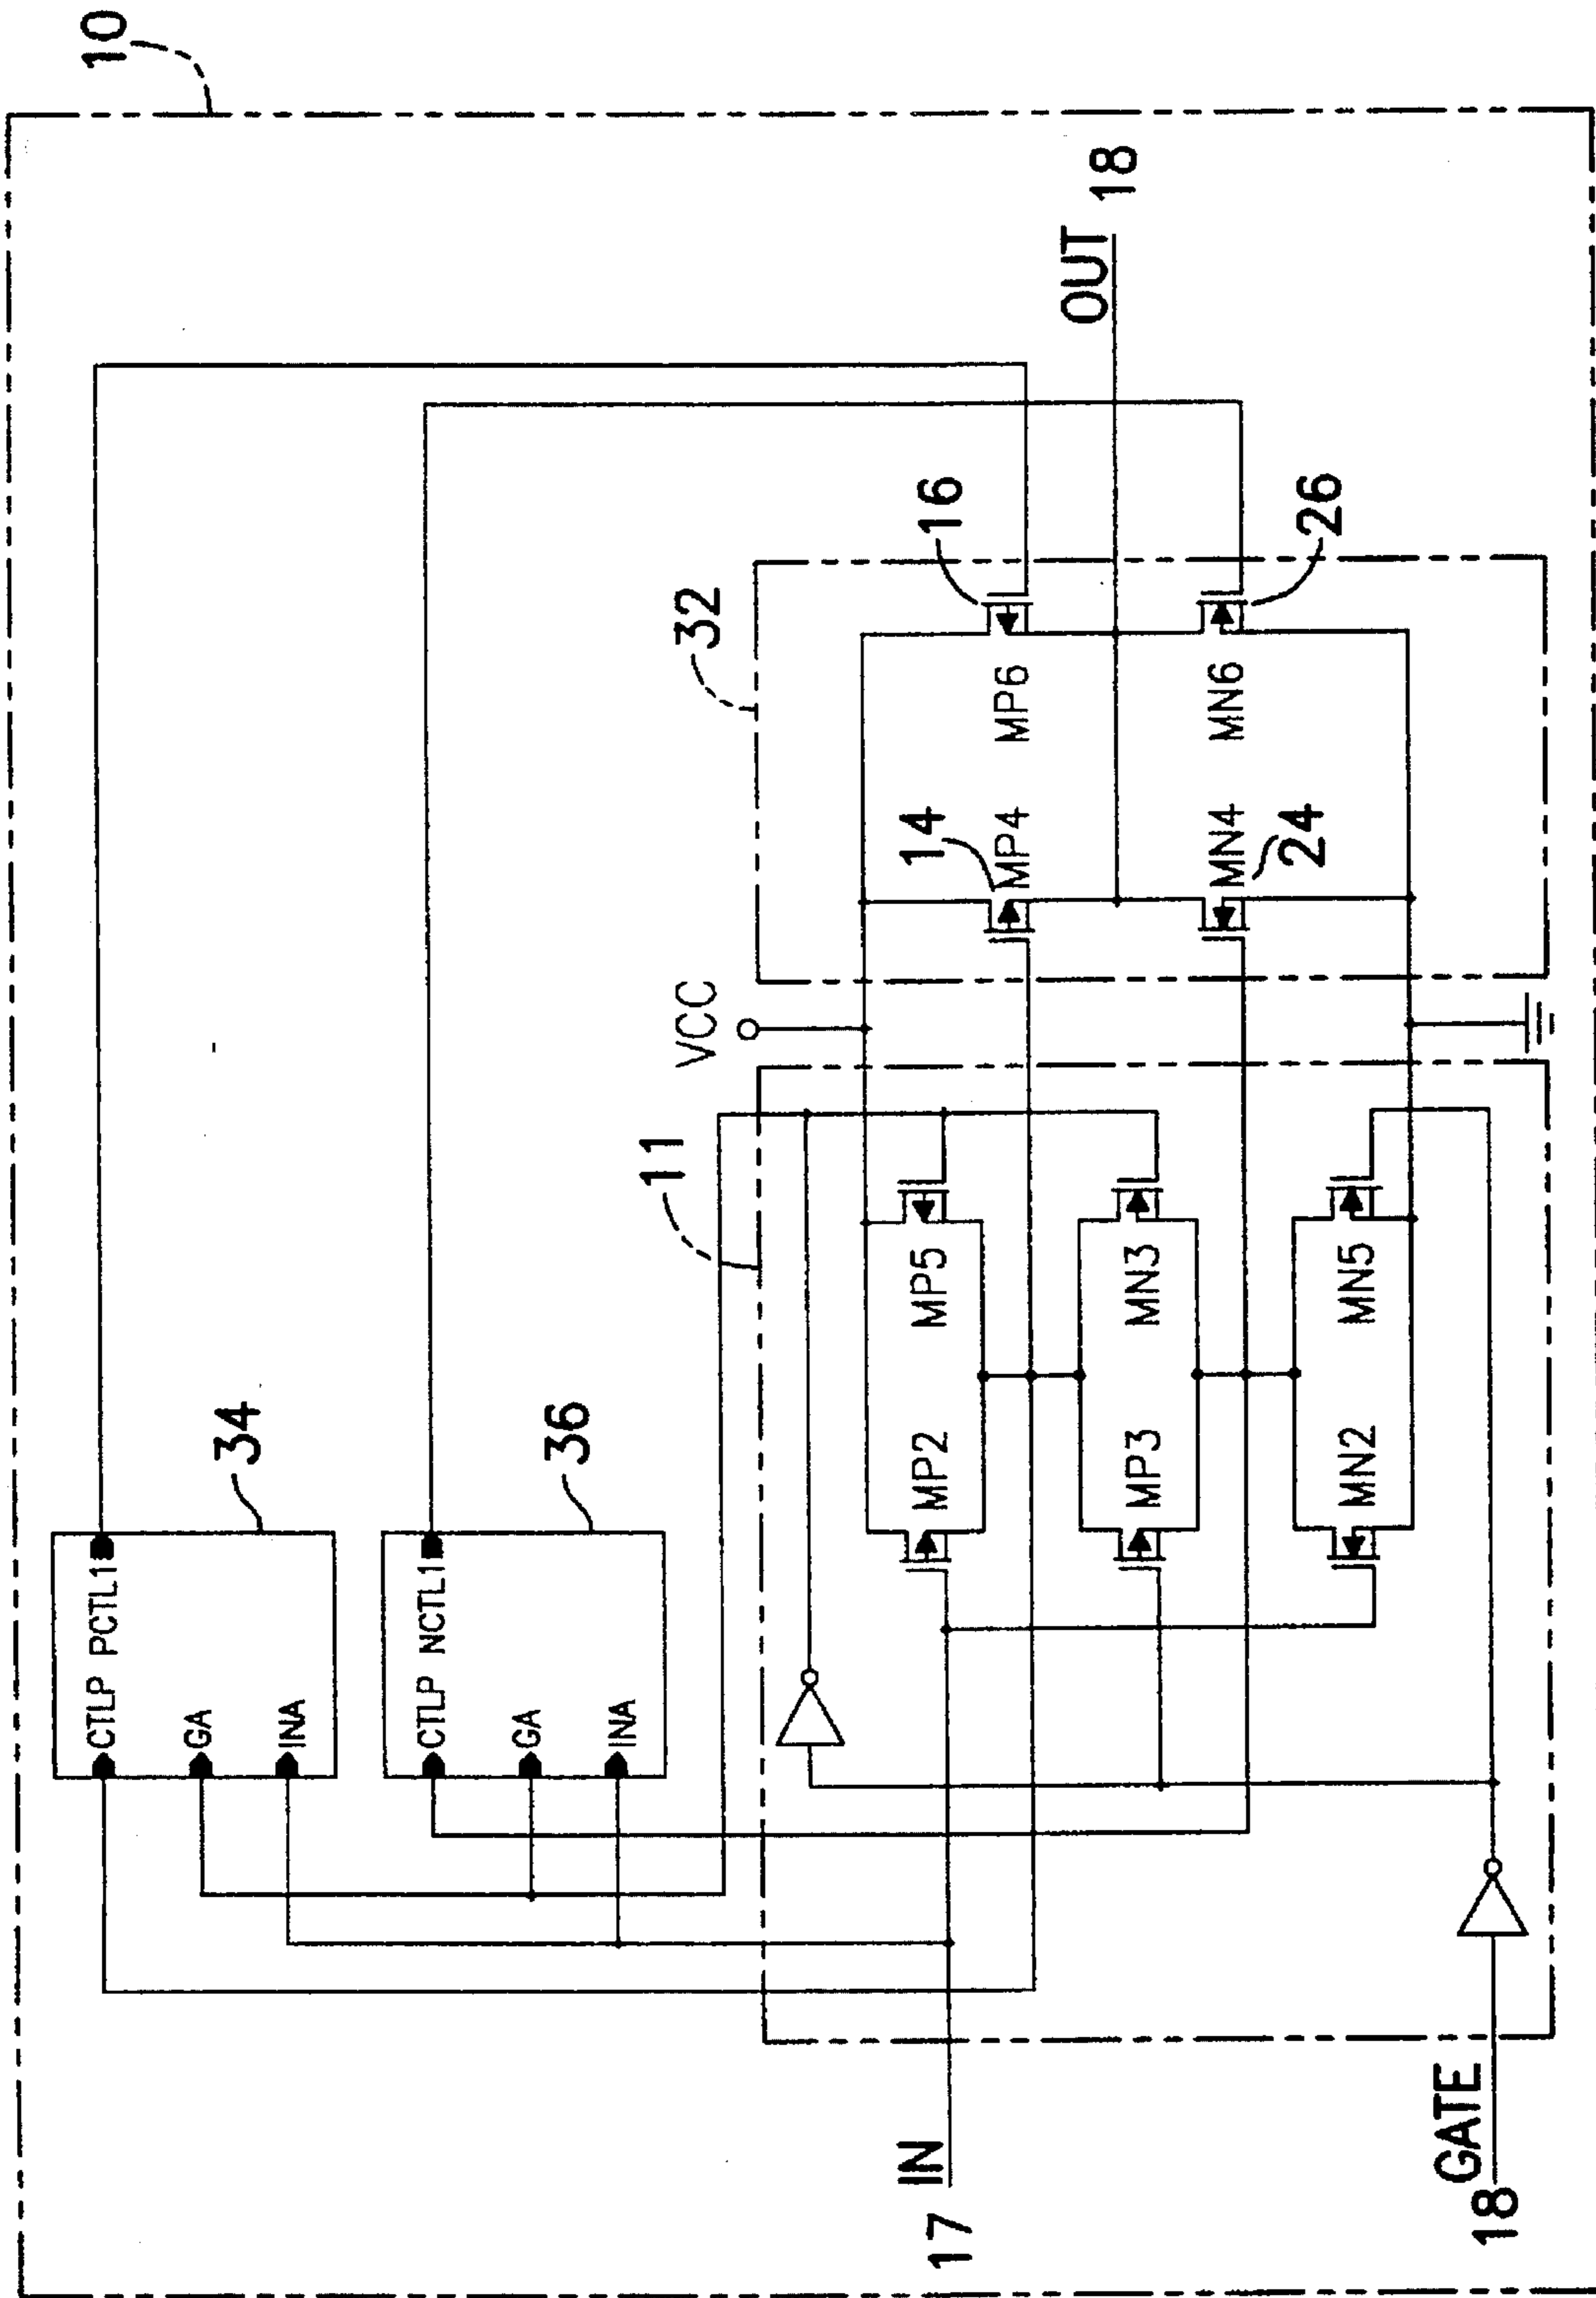 10
34
CTLP PCTL1
GA
INA
36
CTLP NCTL1
GA
INA
11
32
VCC
16
14
MP2
MP5
MP4
MP6
OUT 18
MP3
MN3
MN4
MN6
24
26
MN2
MN5
17 IN
18 GATE